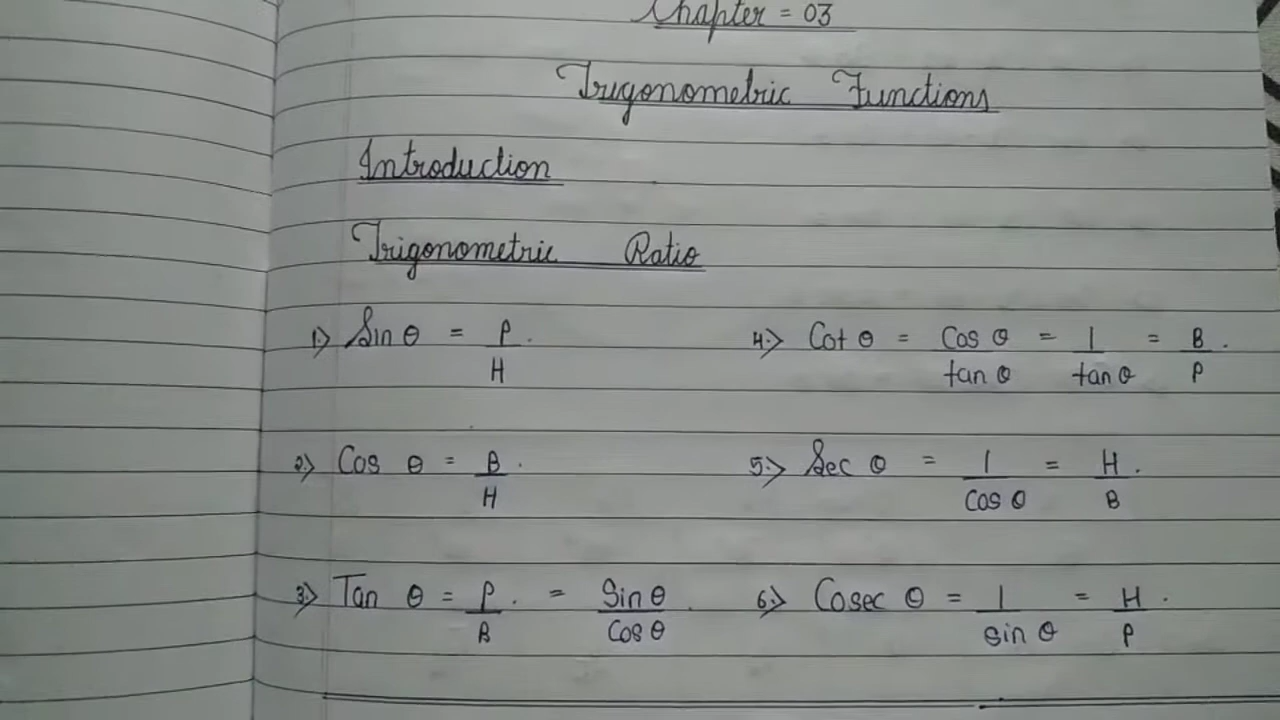 Chapter = 03
Trigonometric Functions
Introduction
Trigonometric Ratio
1) Sin θ = P/H.
2) Cos θ = B/H.
3) Tan θ = P/B. = Sin θ/Cos θ.
4) Cot θ = Cos θ/tan θ = 1/tan θ = B/P.
5) Sec θ = 1/Cos θ = H/B.
6) Cosec θ = 1/sin θ = H/P.